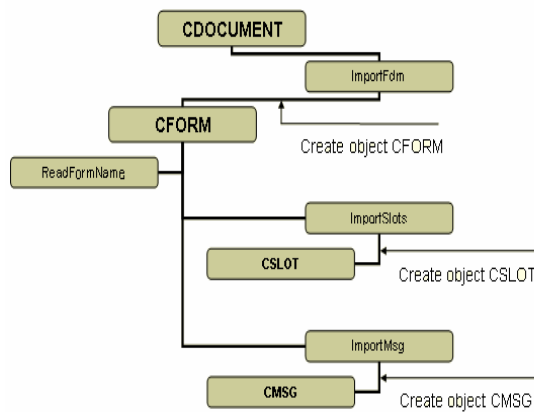 CDOCUMENT
ImportFdm
CFORM
Create object CFORM
ReadFormName
ImportSlots
CSLOT
Create object CSLOT
ImportMsg
CMSG
Create object CMSG